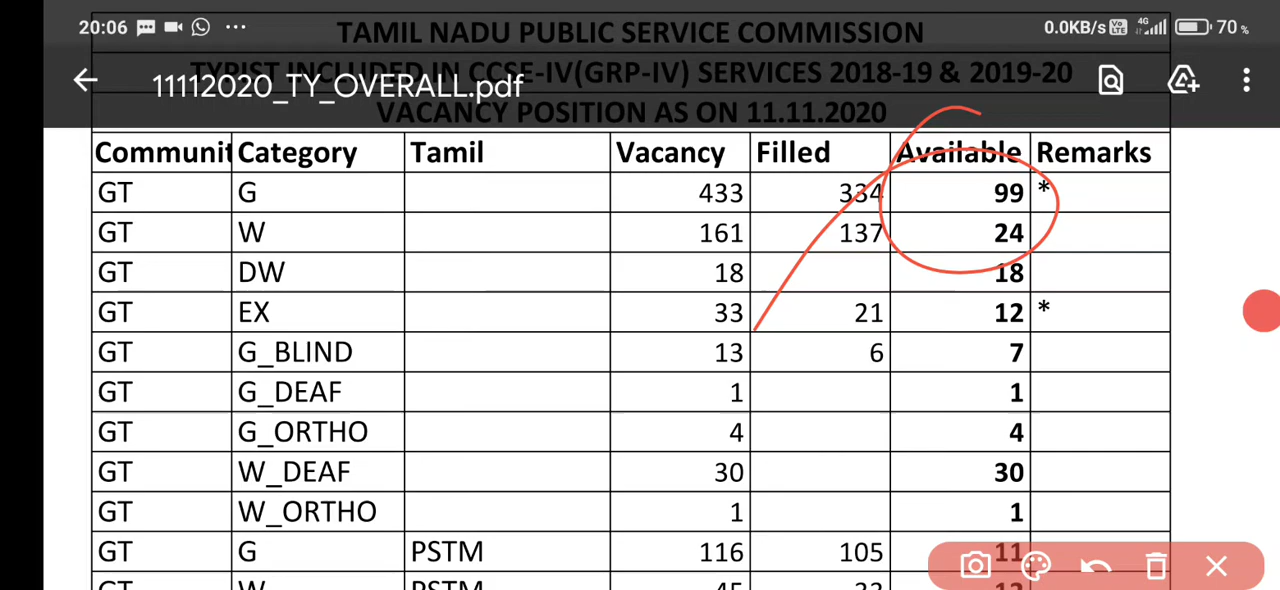 20:06 ... 0.0KB/s Vo LTE 4G 70 %
TAMIL NADU PUBLIC SERVICE COMMISSION
TYPIST INCLUDED IN CCSE-IV(GRP-IV) SERVICES 2018-19 & 2019-20
11112020_TY_OVERALL.pdf
VACANCY POSITION AS ON 11.11.2020
Communit Category Tamil Vacancy Filled Available Remarks
GT G 433 334 99 *
GT W 161 137 24
GT DW 18 18
GT EX 33 21 12 *
GT G_BLIND 13 6 7
GT G_DEAF 1 1
GT G_ORTHO 4 4
GT W_DEAF 30 30
GT W_ORTHO 1 1
GT G PSTM 116 105 11
GT W PSTM 45